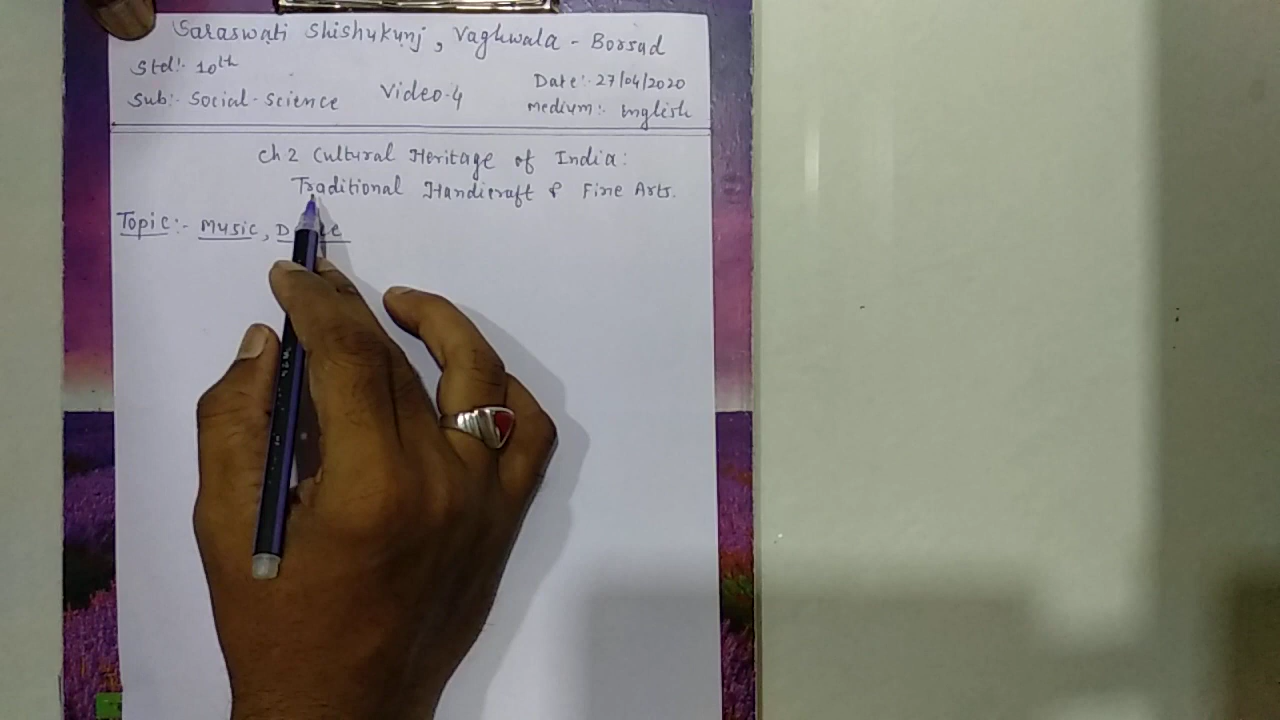 Saraswati Shishukunj, Vaghwala - Borsad
Std:- 10th
Date:- 27/04/2020
Sub:- Social-Science
Video-4
Medium:- English
Ch 2 Cultural Heritage of India:
Traditional Handicraft & Fine Arts.
Topic:- Music,